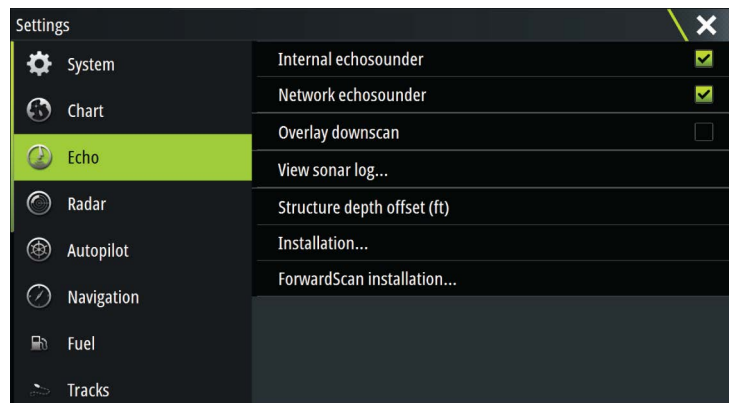 Settings
System
Chart
Echo
Radar
Autopilot
Navigation
Fuel
Tracks
Internal echosounder
Network echosounder
Overlay downscan
View sonar log...
Structure depth offset (ft)
Installation...
ForwardScan installation...